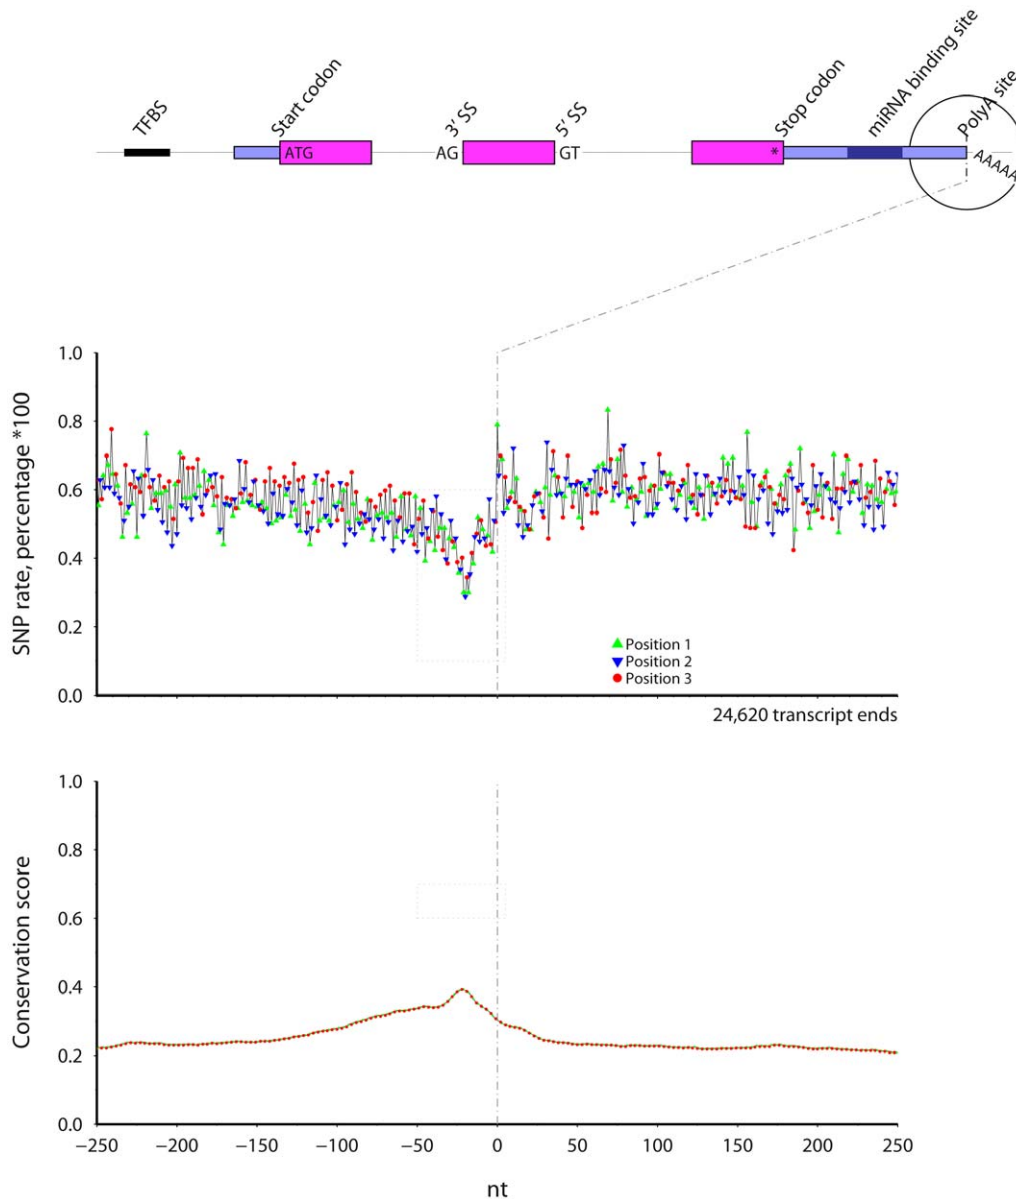 TFBS
Start codon
3' SS
5' SS
Stop codon
miRNA binding site
PolyA site
ATG
AG
GT
*
AAAAA
SNP rate, percentage *100
1.0
0.8
0.6
0.4
0.2
0.0
Position 1
Position 2
Position 3
24,620 transcript ends
Conservation score
1.0
0.8
0.6
0.4
0.2
0.0
−250 −200 −150 −100 −50 0 50 100 150 200 250
nt